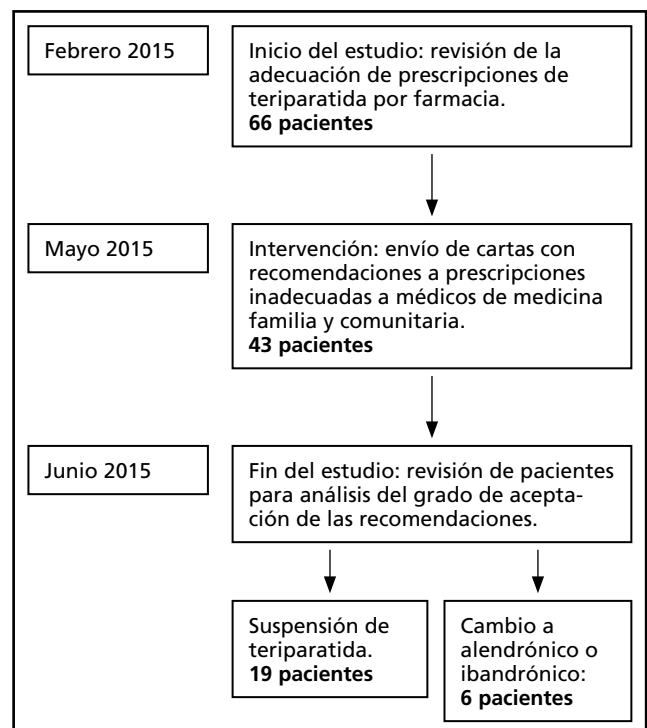 Febrero 2015
Inicio del estudio: revisión de la
adecuación de prescripciones de
teriparatida por farmacia.
66 pacientes
Mayo 2015
Intervención: envío de cartas con
recomendaciones a prescripciones
inadecuadas a médicos de medicina
familia y comunitaria.
43 pacientes
Junio 2015
Fin del estudio: revisión de pacientes
para análisis del grado de acepta-
ción de las recomendaciones.
Suspensión de
teriparatida.
19 pacientes
Cambio a
alendrónico o
ibandrónico:
6 pacientes